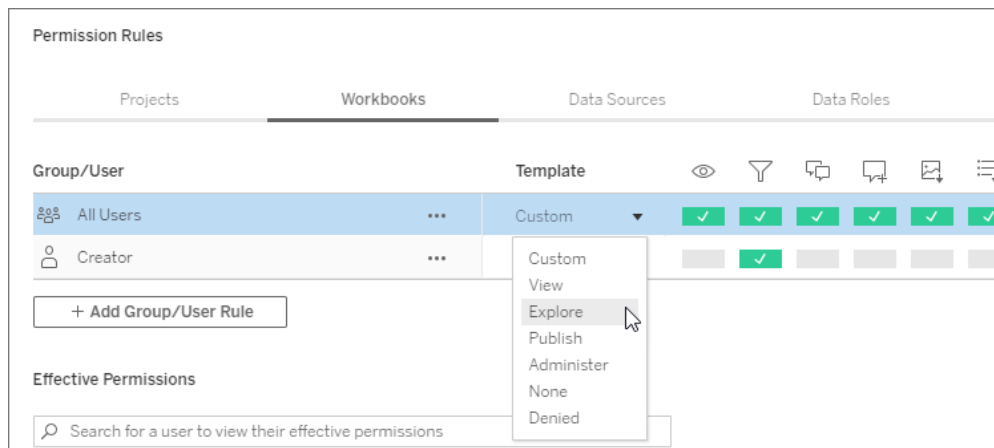 Permission Rules
Projects Workbooks Data Sources Data Roles
Group/User Template
All Users ••• Custom
Creator •••
Custom
View
Explore
Publish
Administer
None
Denied
+ Add Group/User Rule
Effective Permissions
Search for a user to view their effective permissions